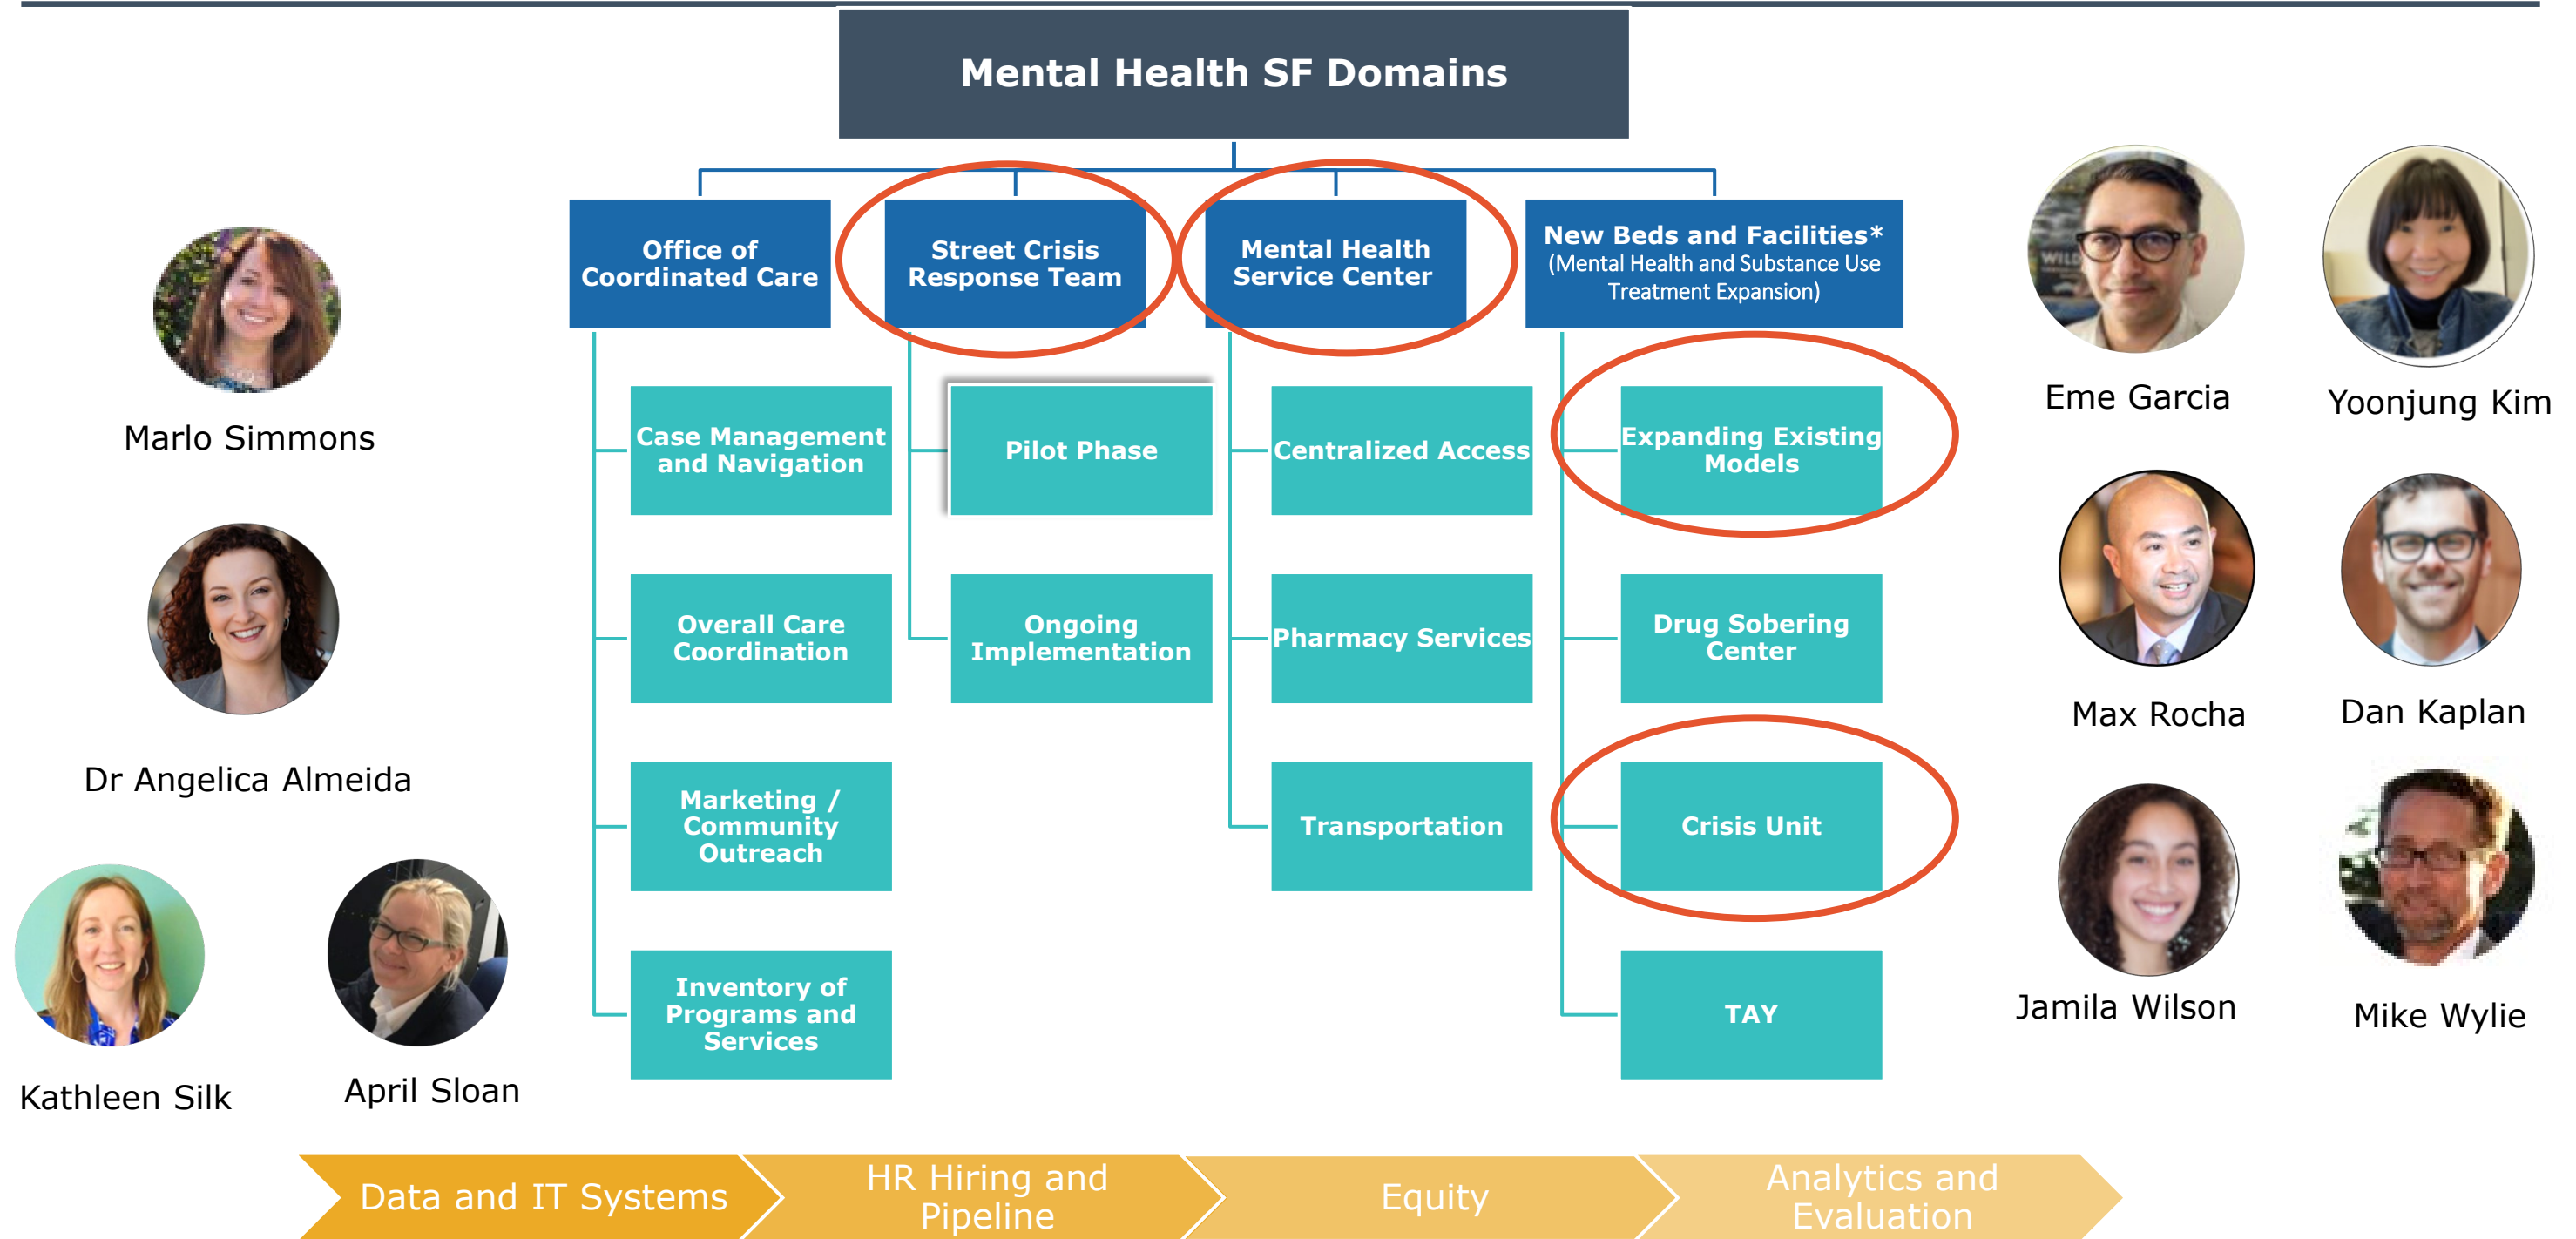 Mental Health SF Domains
Office of
Coordinated Care
Street Crisis
Response Team
Mental Health
Service Center
New Beds and Facilities*
(Mental Health and Substance Use
Treatment Expansion)
Case Management
and Navigation
Overall Care
Coordination
Marketing /
Community
Outreach
Inventory of
Programs and
Services
Pilot Phase
Ongoing
Implementation
Centralized Access
Pharmacy Services
Transportation
Expanding Existing
Models
Drug Sobering
Center
Crisis Unit
TAY
Marlo Simmons
Dr Angelica Almeida
Kathleen Silk
April Sloan
WILD
Eme Garcia
Yoonjung Kim
Max Rocha
Dan Kaplan
Jamila Wilson
Mike Wylie
Data and IT Systems
HR Hiring and
Pipeline
Equity
Analytics and
Evaluation